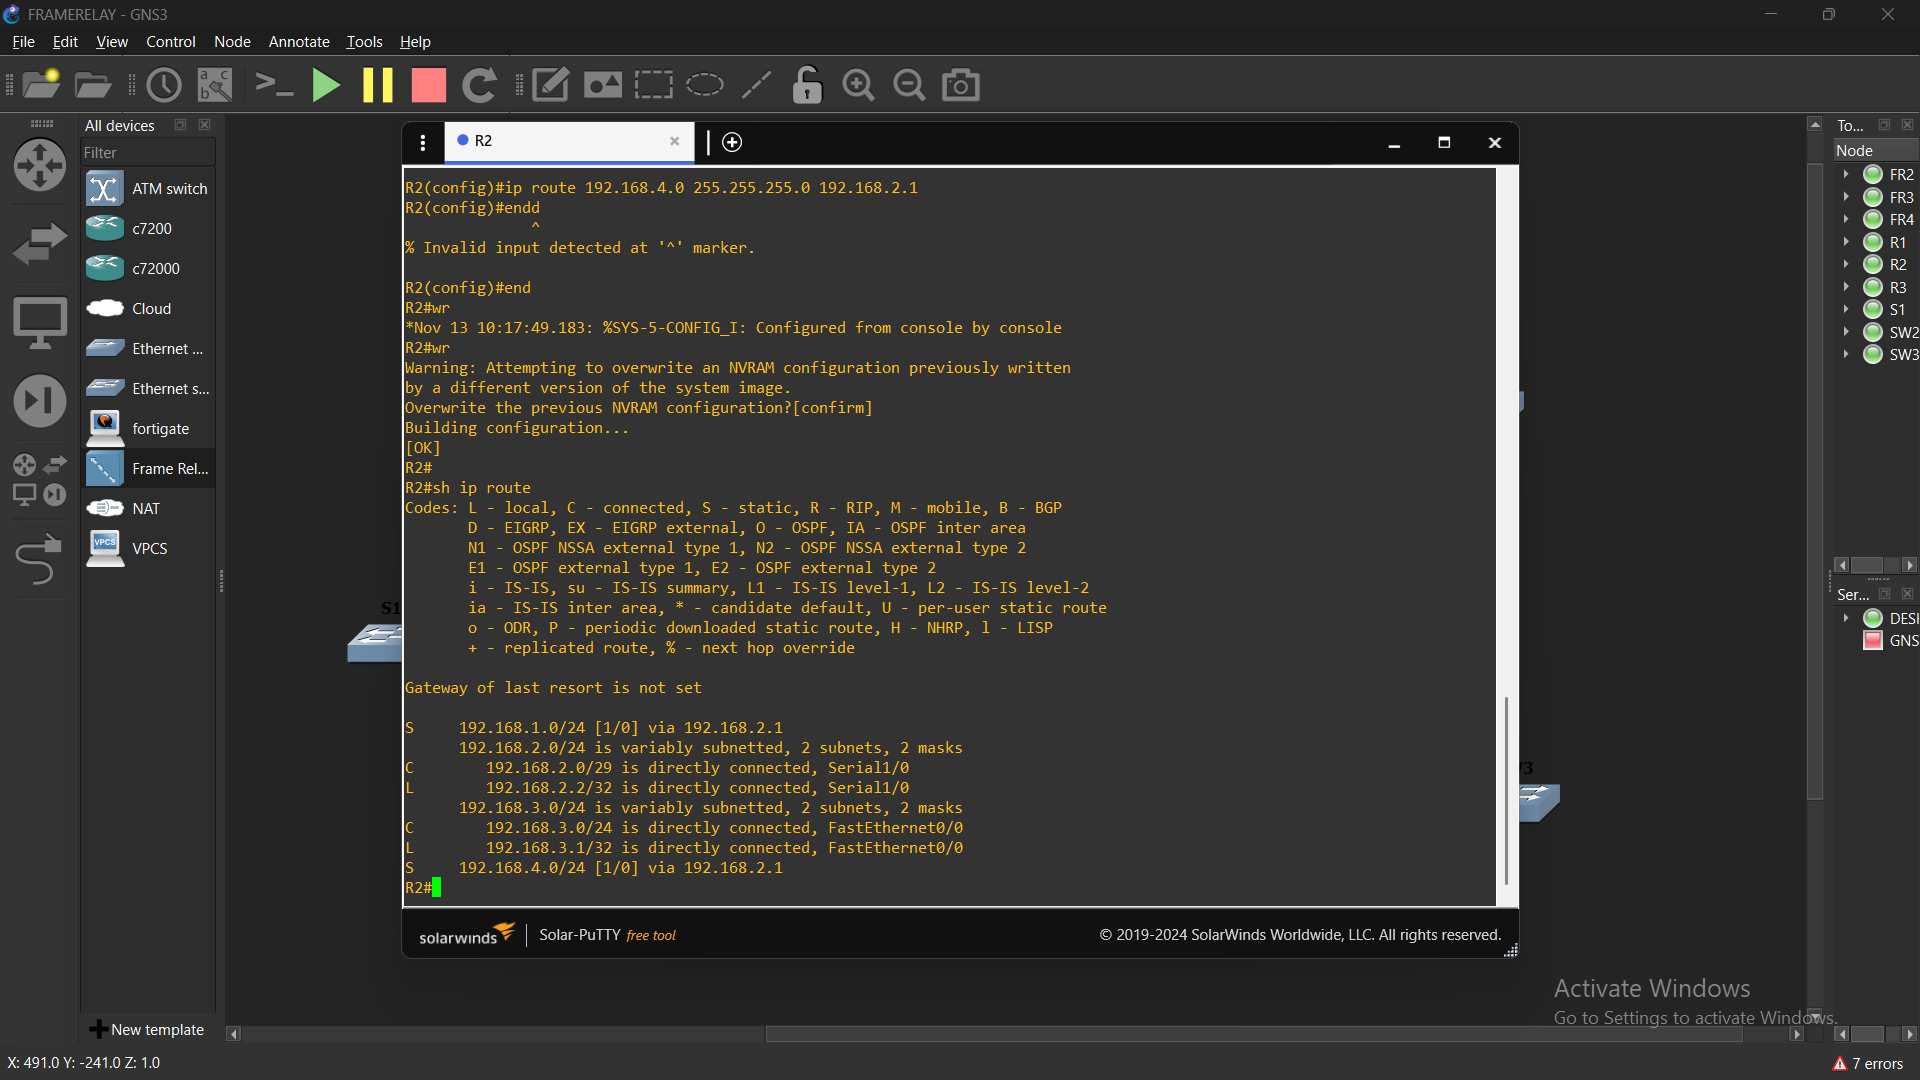 FRAMERELAY - GNS3
File Edit View Control Node Annotate Tools Help
All devices
Filter
ATM switch
c7200
c72000
Cloud
Ethernet ...
Ethernet s...
fortigate
Frame Rel...
NAT
VPCS
New template
S1
R2
R2(config)#ip route 192.168.4.0 255.255.255.0 192.168.2.1
R2(config)#endd
^
% Invalid input detected at '^' marker.
R2(config)#end
R2#wr
*Nov 13 10:17:49.183: %SYS-5-CONFIG_I: Configured from console by console
R2#wr
Warning: Attempting to overwrite an NVRAM configuration previously written
by a different version of the system image.
Overwrite the previous NVRAM configuration?[confirm]
Building configuration...
[OK]
R2#
R2#sh ip route
Codes: L - local, C - connected, S - static, R - RIP, M - mobile, B - BGP
D - EIGRP, EX - EIGRP external, O - OSPF, IA - OSPF inter area
N1 - OSPF NSSA external type 1, N2 - OSPF NSSA external type 2
E1 - OSPF external type 1, E2 - OSPF external type 2
i - IS-IS, su - IS-IS summary, L1 - IS-IS level-1, L2 - IS-IS level-2
ia - IS-IS inter area, * - candidate default, U - per-user static route
o - ODR, P - periodic downloaded static route, H - NHRP, l - LISP
+ - replicated route, % - next hop override
Gateway of last resort is not set
S 192.168.1.0/24 [1/0] via 192.168.2.1
192.168.2.0/24 is variably subnetted, 2 subnets, 2 masks
C 192.168.2.0/29 is directly connected, Serial1/0
L 192.168.2.2/32 is directly connected, Serial1/0
192.168.3.0/24 is variably subnetted, 2 subnets, 2 masks
C 192.168.3.0/24 is directly connected, FastEthernet0/0
L 192.168.3.1/32 is directly connected, FastEthernet0/0
S 192.168.4.0/24 [1/0] via 192.168.2.1
R2#
solarwinds
Solar-PuTTY free tool
© 2019-2024 SolarWinds Worldwide, LLC. All rights reserved.
To...
Node
FR2
FR3
FR4
R1
R2
R3
S1
SW2
SW3
Ser...
DESI
GNS
Activate Windows
Go to Settings to activate Windows.
X: 491.0 Y: -241.0 Z: 1.0
7 errors